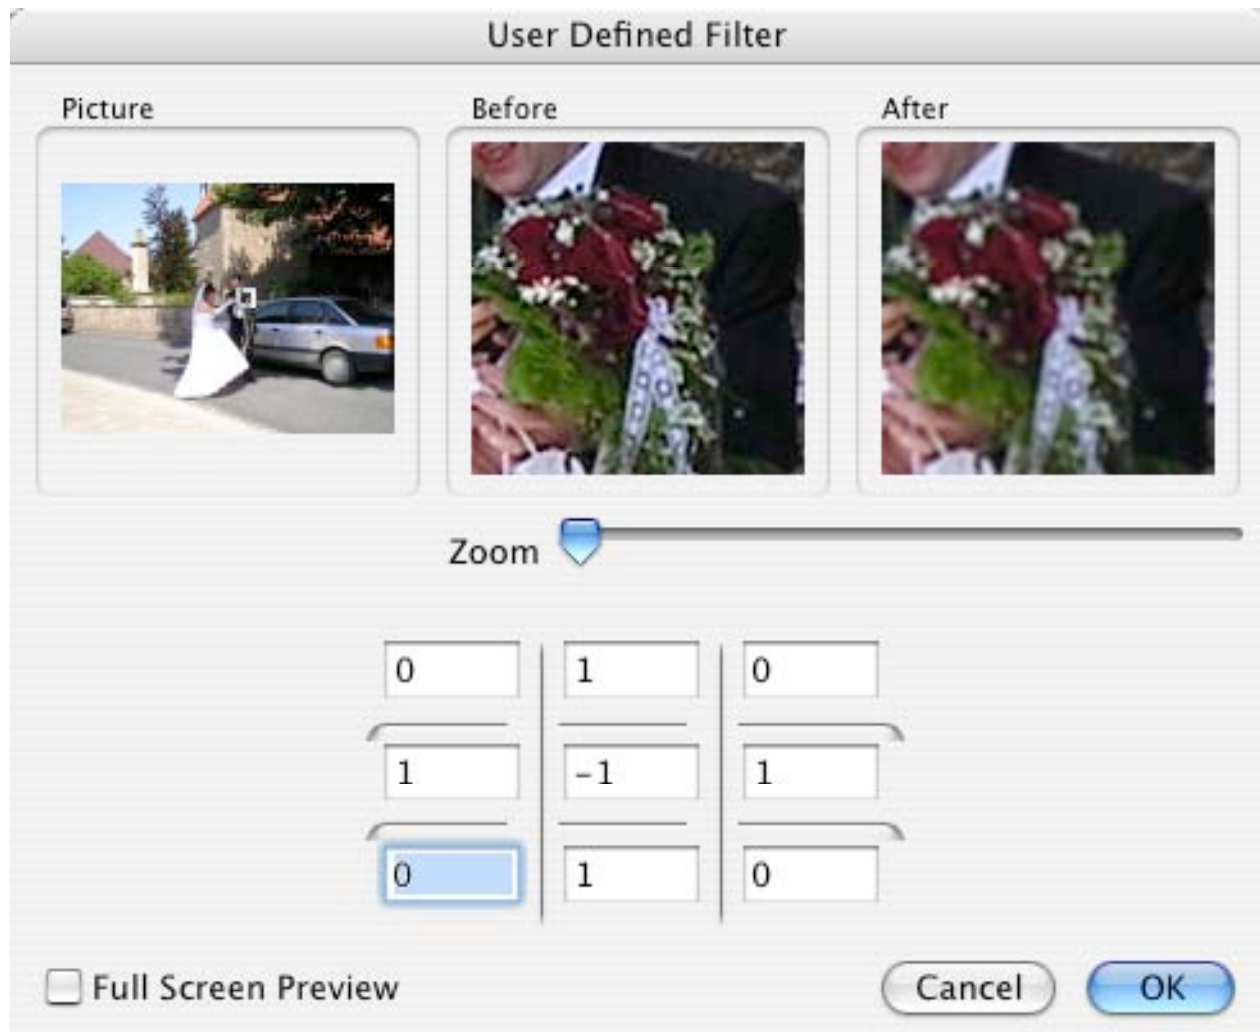 User Defined Filter
Picture Before After
Zoom
0 1 0
1 -1 1
0 1 0
Full Screen Preview Cancel OK